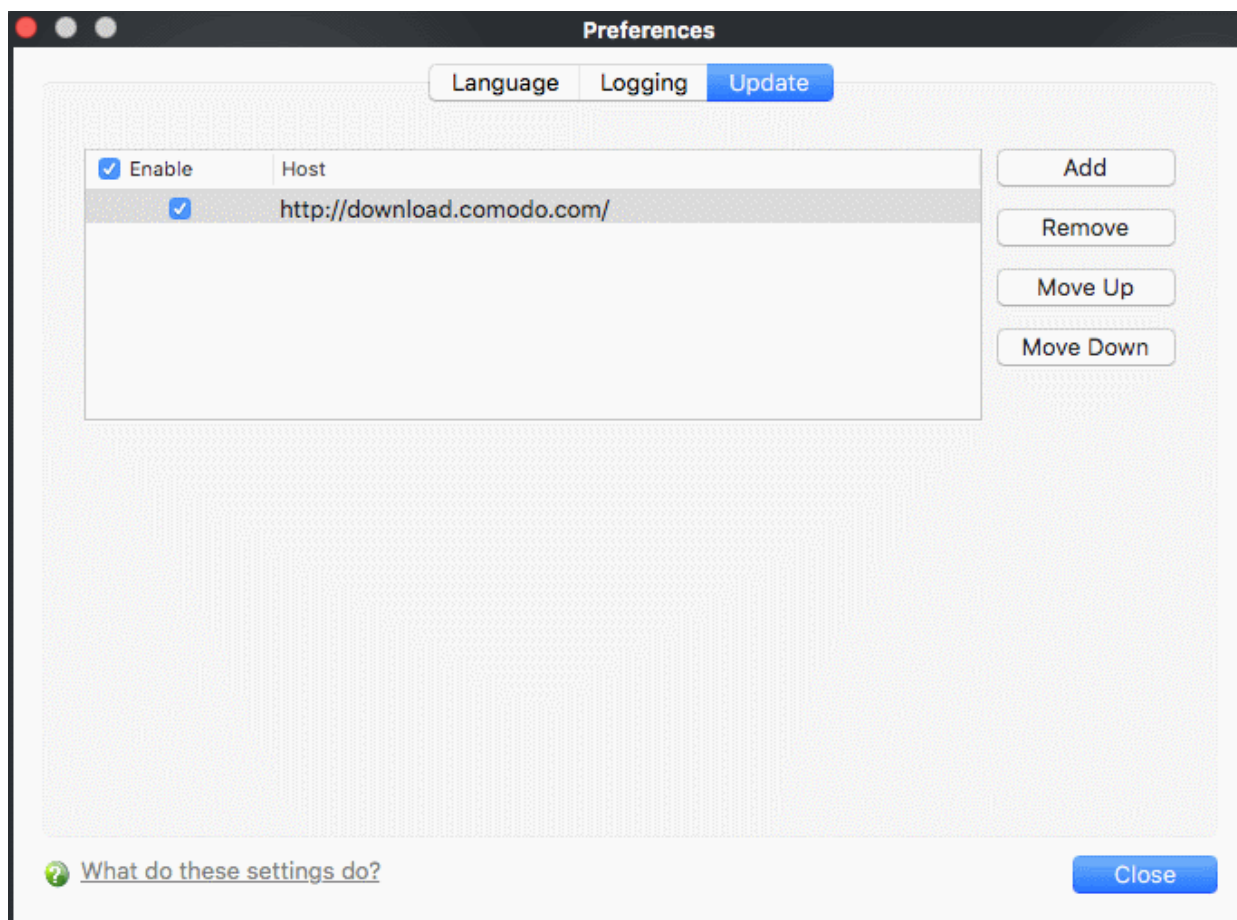 Preferences
Language Logging Update
Enable Host
http://download.comodo.com/
Add
Remove
Move Up
Move Down
What do these settings do?
Close